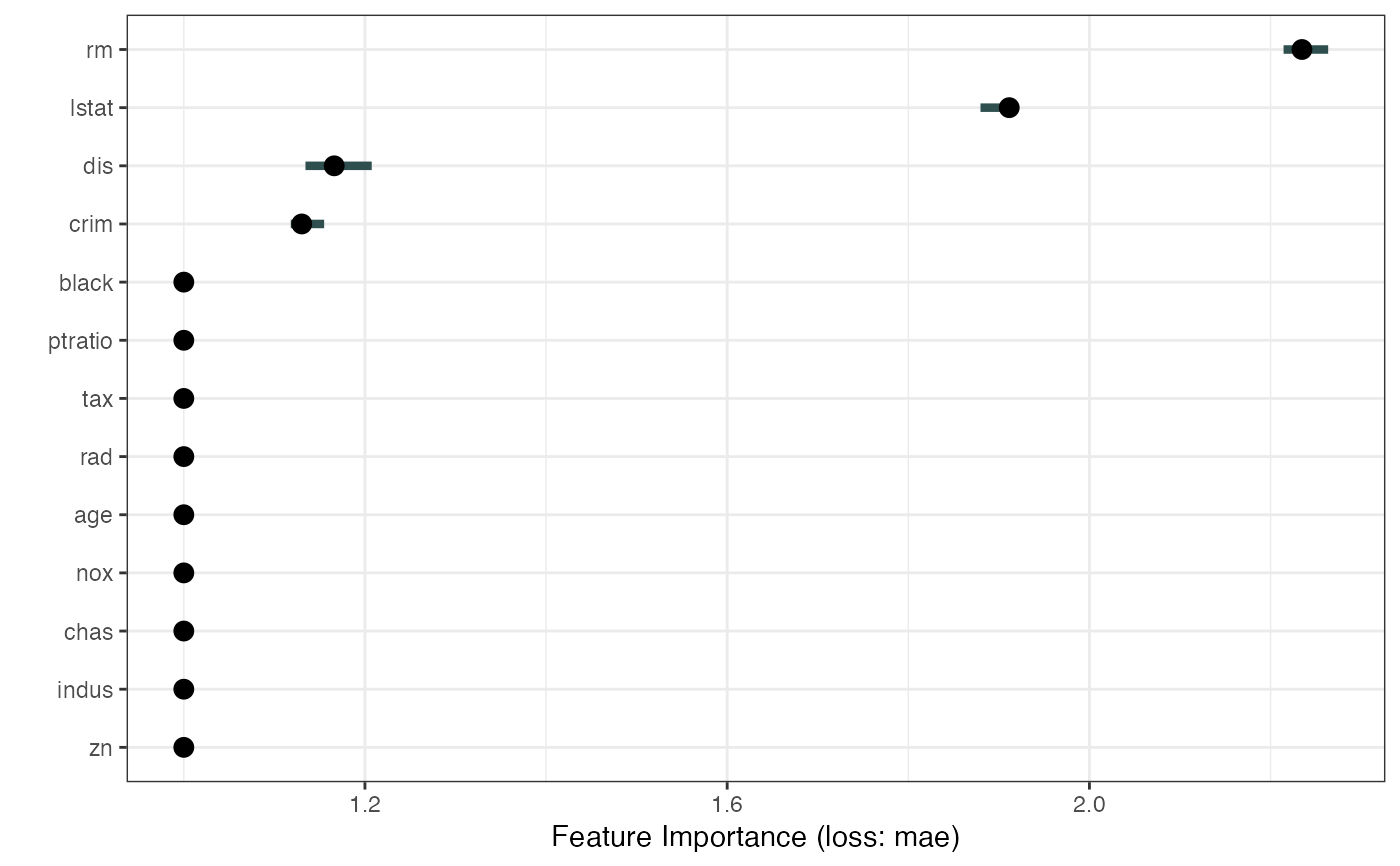 rm
lstat
dis
crim
black
ptratio
tax
rad
age
nox
chas
indus
zn
1.2 1.6 2.0
Feature Importance (loss: mae)